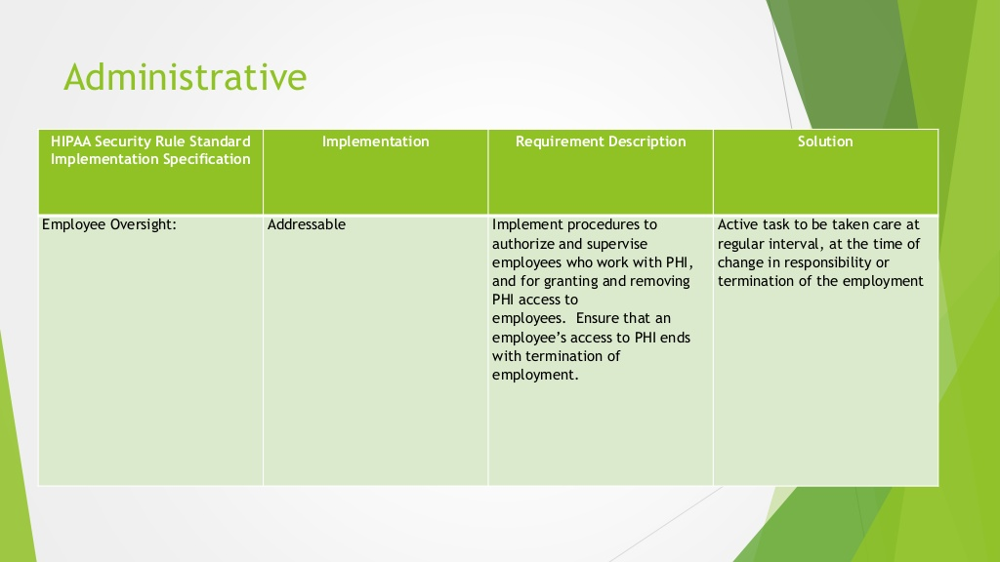 Administrative
HIPAA Security Rule Standard
Implementation Specification
Implementation
Requirement Description
Solution
Employee Oversight:
Addressable
Implement procedures to
authorize and supervise
employees who work with PHI,
and for granting and removing
PHI access to
employees.  Ensure that an
employee’s access to PHI ends
with termination of
employment.
Active task to be taken care at
regular interval, at the time of
change in responsibility or
termination of the employment